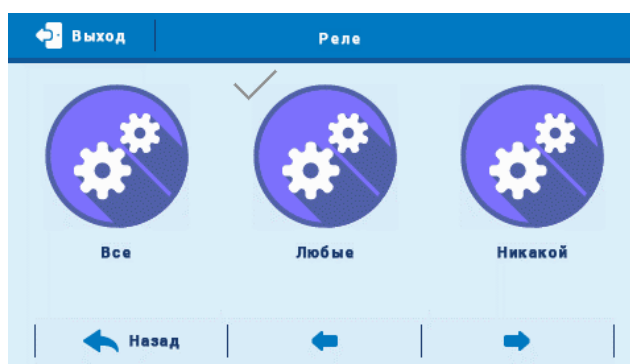 Выход
Реле
Все
Любые
Никакой
Назад